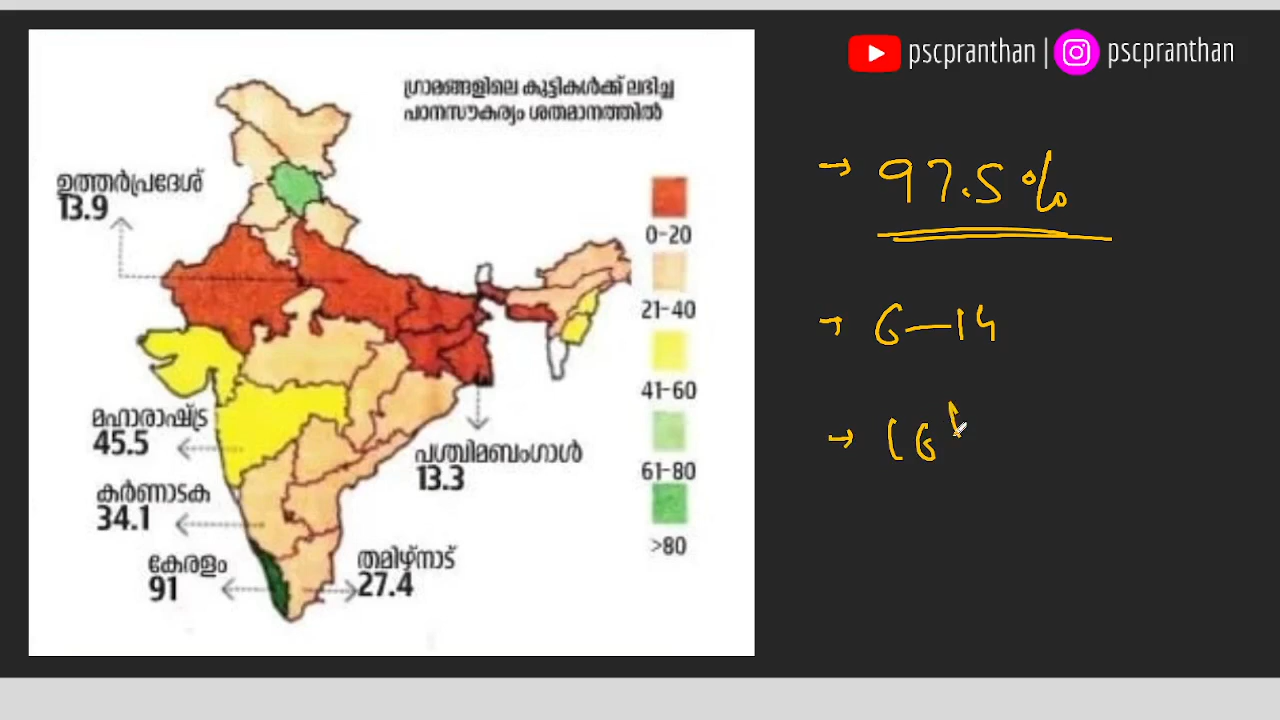 pscpranthan | pscpranthan
ഗ്രാമങ്ങളിലെ കുട്ടികൾക്ക് ലഭിച്ച
പഠനസൗകര്യം ശതമാനത്തിൽ
ഉത്തർപ്രദേശ്
13.9
മഹാരാഷ്ട്ര
45.5
കർണാടക
34.1
കേരളം
91
പശ്ചിമബംഗാൾ
13.3
തമിഴ്നാട്
27.4
0-20
21-40
41-60
61-80
>80
→ 97.5%
→ 6-14
→ 16